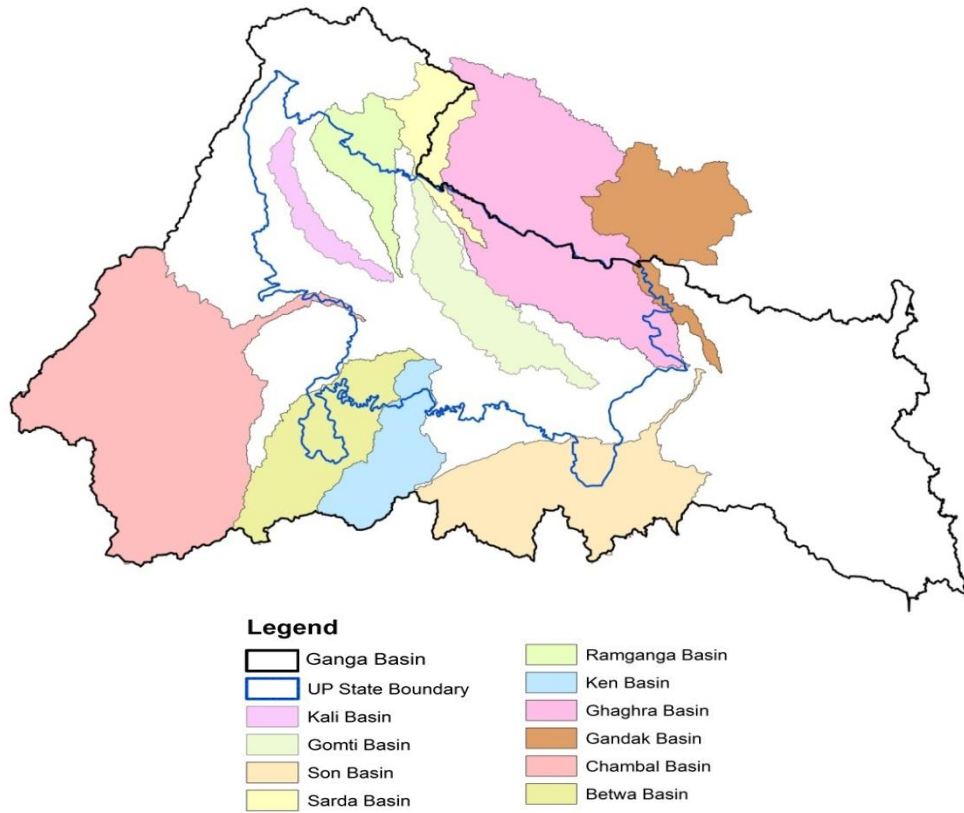 Legend
Ganga Basin
UP State Boundary
Kali Basin
Gomti Basin
Son Basin
Sarda Basin
Ramganga Basin
Ken Basin
Ghaghra Basin
Gandak Basin
Chambal Basin
Betwa Basin